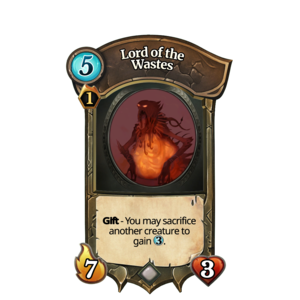 5
Lord of the
Wastes
1
Gift - You may sacrifice
another creature to
gain 3.
7
3